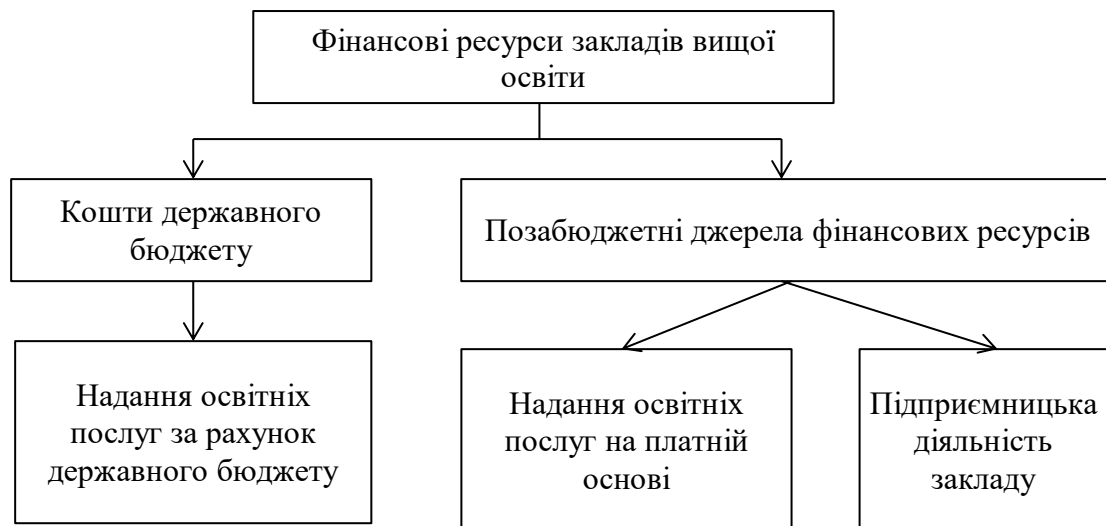 Фінансові ресурси закладів вищої
освіти
Кошти державного
бюджету
Позабюджетні джерела фінансових ресурсів
Надання освітніх
послуг за рахунок
державного бюджету
Надання освітніх
послуг на платній
основі
Підприємницька
діяльність
закладу